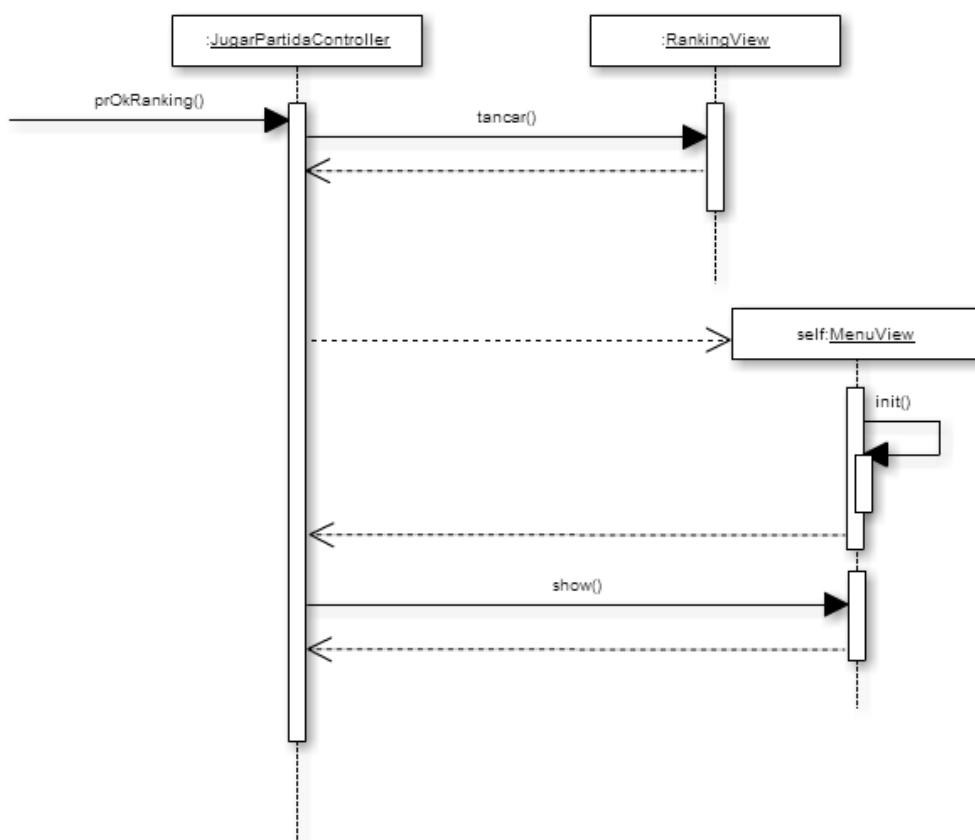 :JugarPartidaController
:RankingView
prOkRanking()
tancar()
self:MenuView
init()
show()